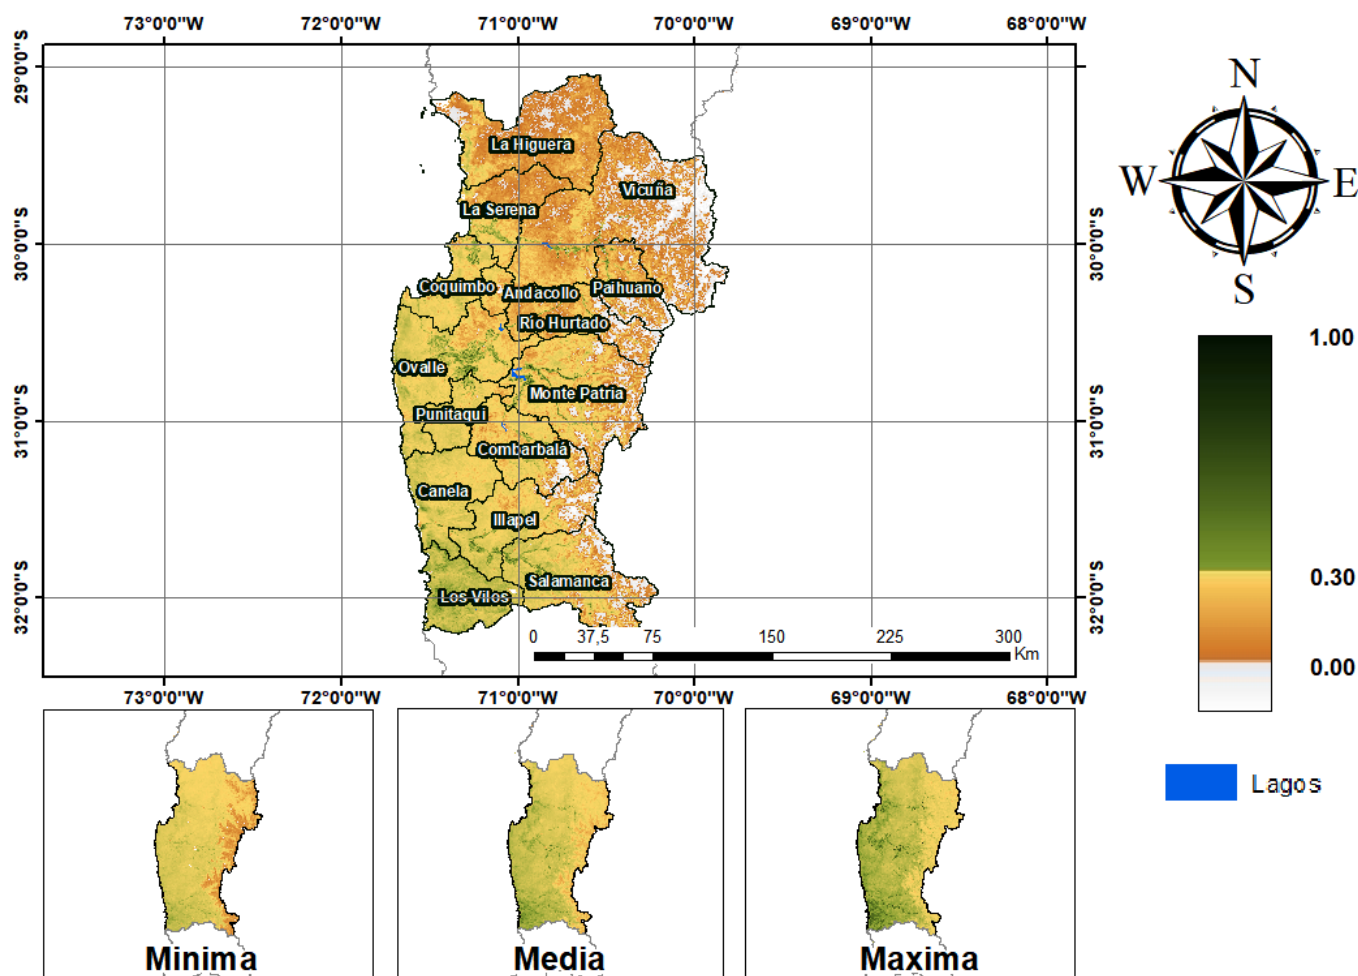 73°0'0"W 72°0'0"W 71°0'0"W 70°0'0"W 69°0'0"W 68°0'0"W
29°0'0"S
30°0'0"S
31°0'0"S
32°0'0"S
La Higuera
Vicuña
La Serena
Coquimbo
Andacollo
Paihuano
Río Hurtado
Ovalle
Monte Patria
Punitaqui
Combarbalá
Canela
Illapel
Salamanca
Los Vilos
0 37,5 75 150 225 300
Km
30°0'0"S
31°0'0"S
32°0'0"S
73°0'0"W 72°0'0"W 71°0'0"W 70°0'0"W 69°0'0"W 68°0'0"W
N
W E
S
1.00
0.30
0.00
Lagos
Minima
Media
Maxima